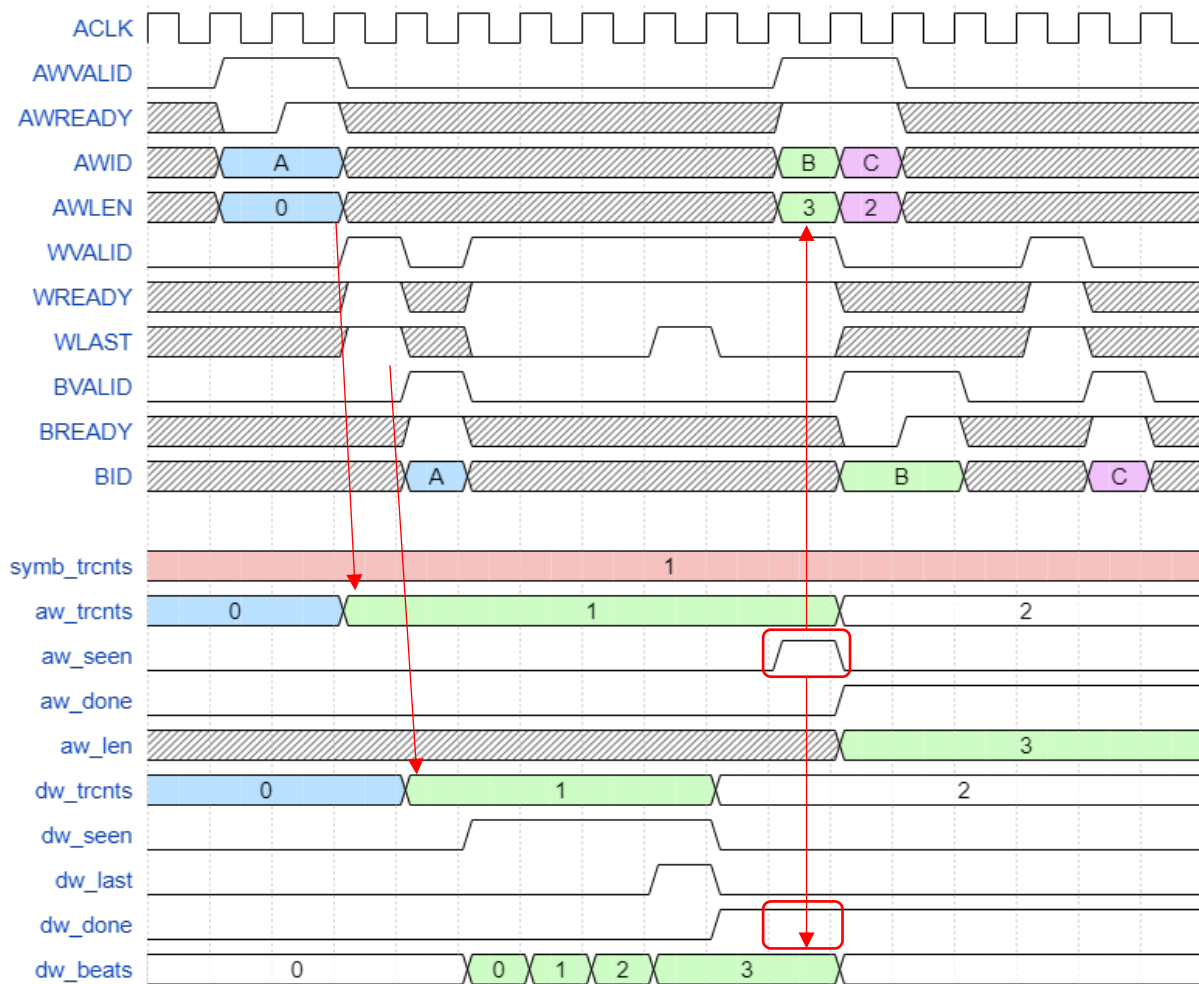 ACLK
AWVALID
AWREADY
AWID A B C
AWLEN 0 3 2
WVALID
WREADY
WLAST
BVALID
BREADY
BID A B C
symb_trcnts 1
aw_trcnts 0 1 2
aw_seen
aw_done
aw_len 3
dw_trcnts 0 1 2
dw_seen
dw_last
dw_done
dw_beats 0 0 1 2 3